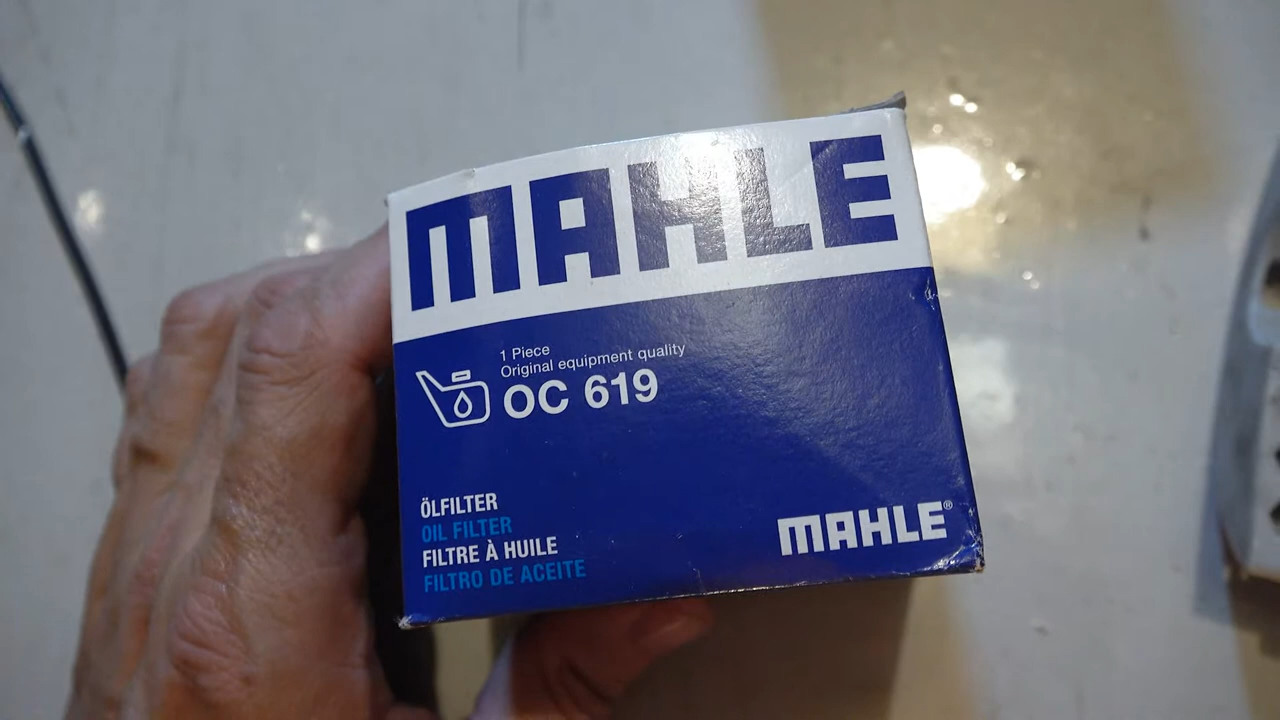 MAHLE
1 Piece
Original equipment quality
OC 619
ÖLFILTER
OIL FILTER
FILTRE À HUILE
FILTRO DE ACEITE
MAHLE®